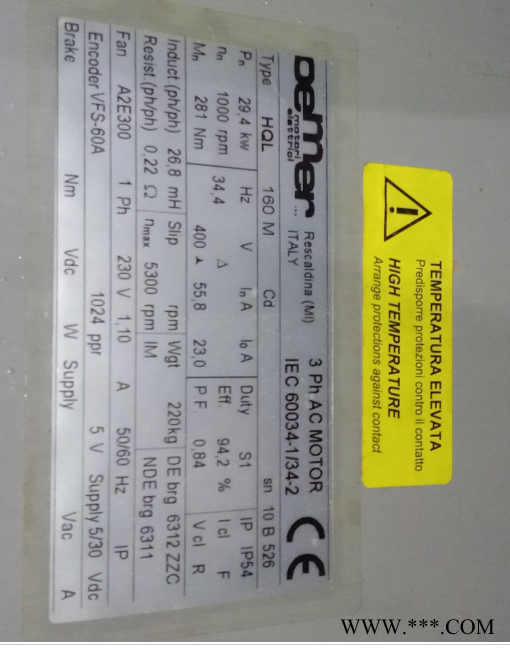 OeMer motori elettrici
Rescaldina (MI) ... ITALY
3 Ph AC MOTOR
IEC 60034-1/34-2
CE
Type HQL 160 M Cd sn 10 B 526
Pn 29,4 kw Hz V In A Io A Duty S1 IP IP54
nn 1000 rpm 34,4 Δ Eff. 94,2 % I cl F
Mn 281 Nm 400 ⅄ 55,8 23,0 P.F. 0,84 V cl R
Induct (ph/ph) 26,8 mH Slip rpm Wgt 220kg DE brg 6312 ZZC
Resist (ph/ph) 0,22 Ω nmax 5300 rpm IM NDE brg 6311
Fan A2E300 1 Ph 230 V 1,10 A 50/60 Hz IP
Encoder VFS-60A 1024 ppr 5 V Supply 5/30 Vdc
Brake Nm Vdc W Supply Vac A
TEMPERATURA ELEVATA
Predisporre protezioni contro il contatto
HIGH TEMPERATURE
Arrange protections against contact
WWW.***.COM